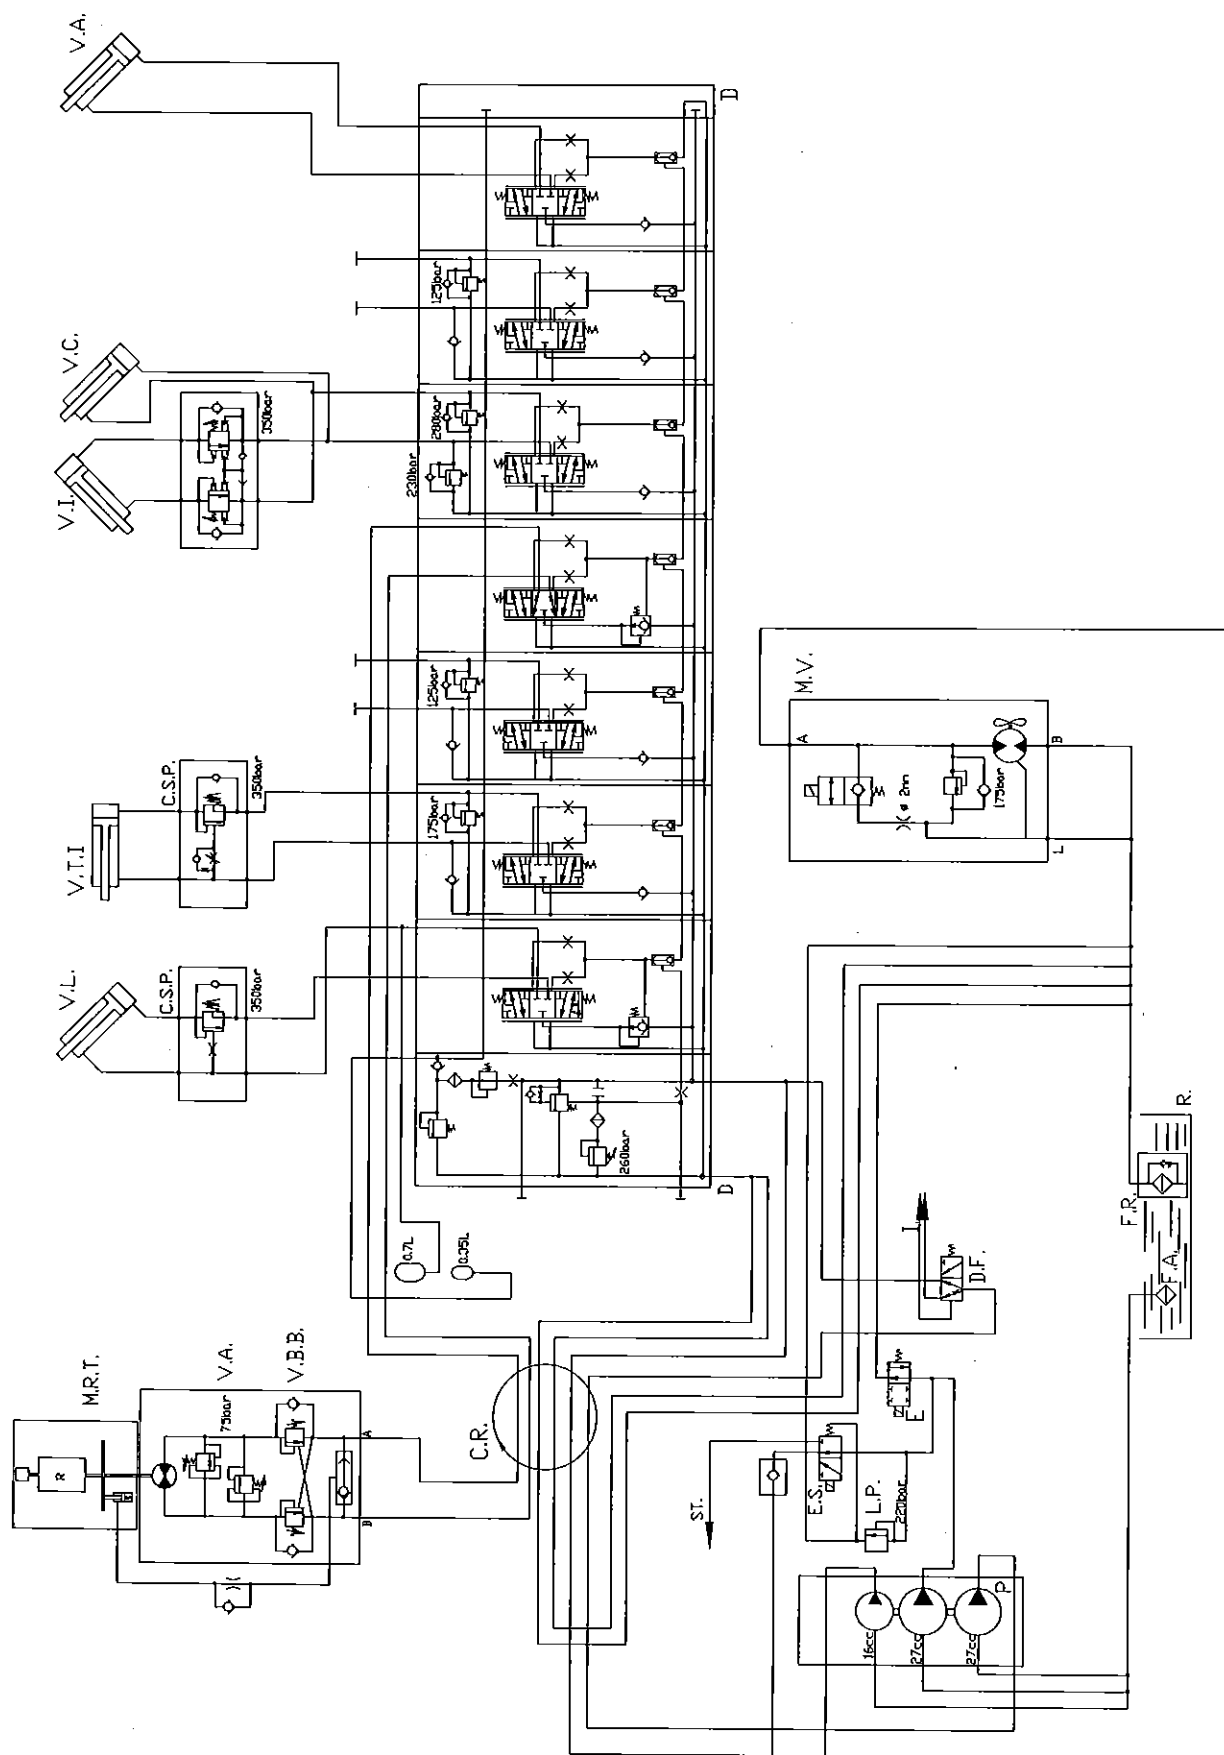 V.A.
V.C.
V.I.
350bar
V.T.I
C.S.P.
350bar
V.L.
C.S.P.
350bar
D
125bar
280bar
230bar
125bar
175bar
260bar
D
0.7L
0.35L
M.R.T.
R
V.A.
75bar
V.B.B.
A
B
C.R.
M.V.
A
ø 2mm
175bar
B
L
R.
F.R.
F.A.
I
D.F.
E
ST.
E.S.
L.P.
220bar
P
16cc
27cc
27cc